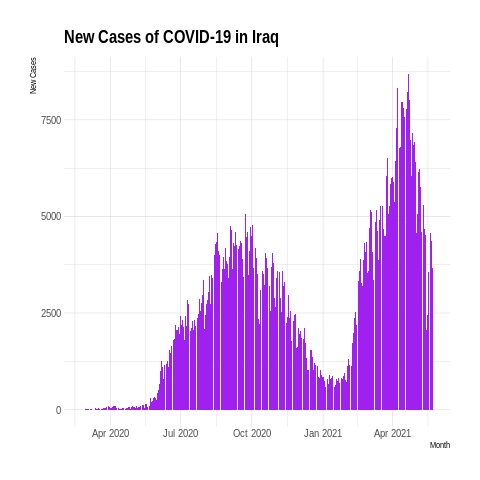 New Cases of COVID-19 in Iraq
New Cases
7500
5000
2500
0
Apr 2020 Jul 2020 Oct 2020 Jan 2021 Apr 2021
Month